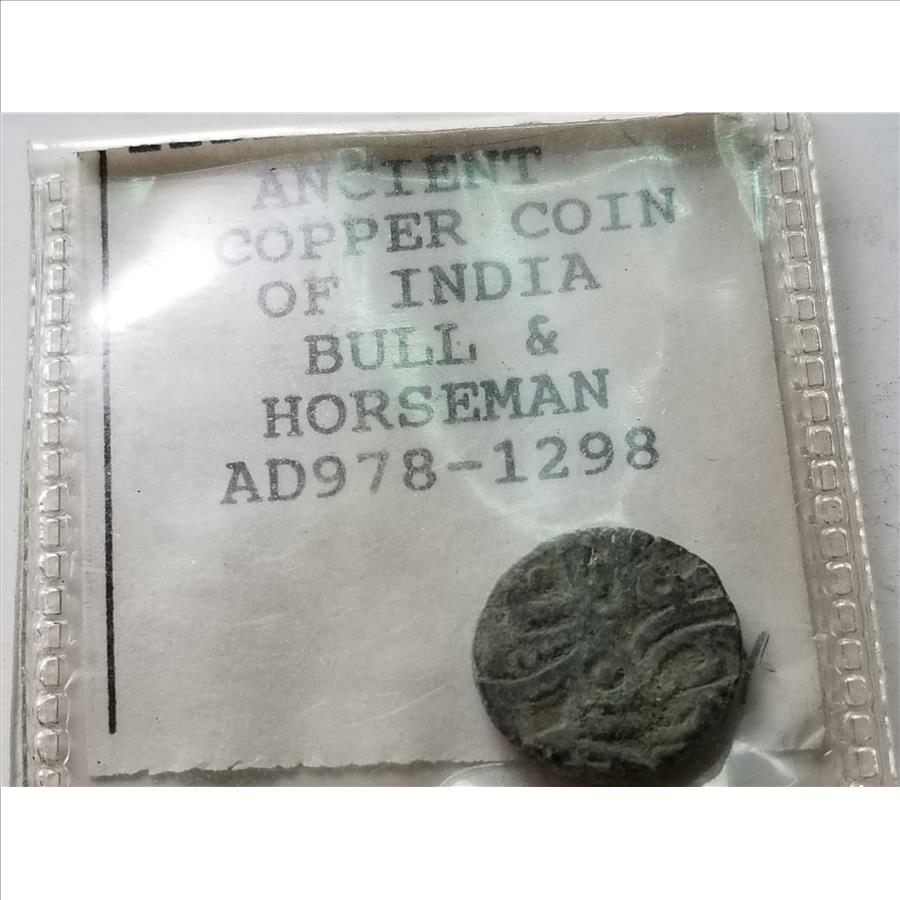 ANCIENT
COPPER COIN
OF INDIA
BULL &
HORSEMAN
AD978-1298